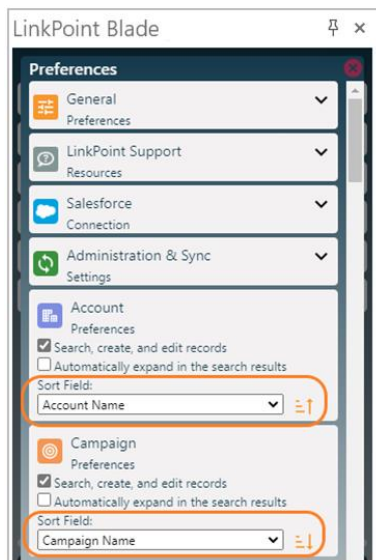 LinkPoint Blade
Preferences
General
Preferences
LinkPoint Support
Resources
Salesforce
Connection
Administration & Sync
Settings
Account
Preferences
Search, create, and edit records
Automatically expand in the search results
Sort Field:
Account Name
Campaign
Preferences
Search, create, and edit records
Automatically expand in the search results
Sort Field:
Campaign Name